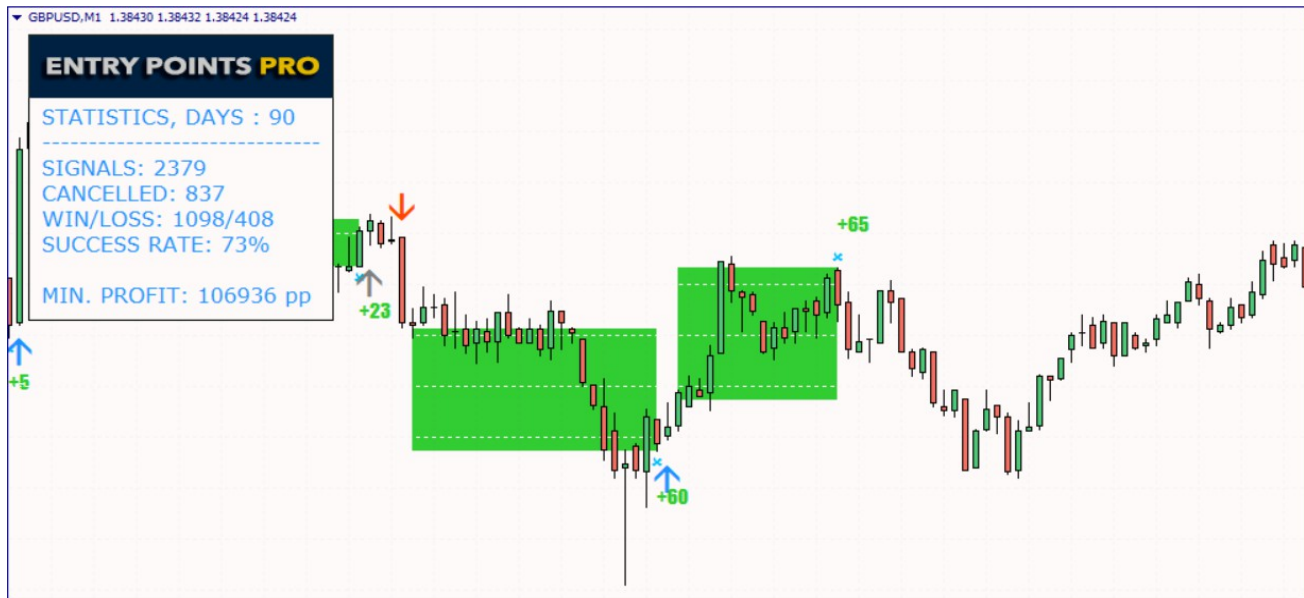 GBPUSD,M1 1.38430 1.38432 1.38424 1.38424
ENTRY POINTS PRO
STATISTICS, DAYS : 90
----------------------------
SIGNALS: 2379
CANCELLED: 837
WIN/LOSS: 1098/408
SUCCESS RATE: 73%
MIN. PROFIT: 106936 pp
+65
+23
+5
+60